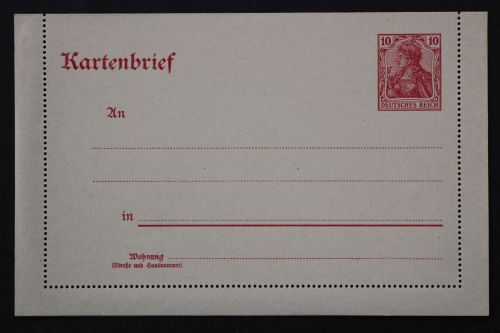 10 10
DEUTSCHES REICH
Kartenbrief
An
in
Wohnung
(Straße und Hausnummer)